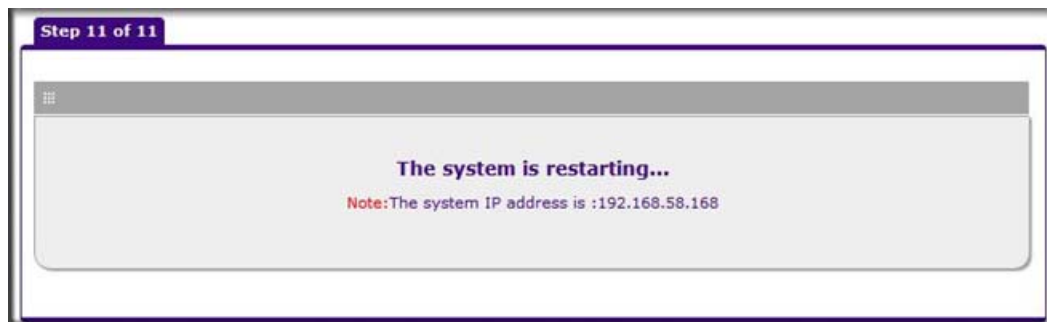 Step 11 of 11
The system is restarting...
Note:The system IP address is :192.168.58.168